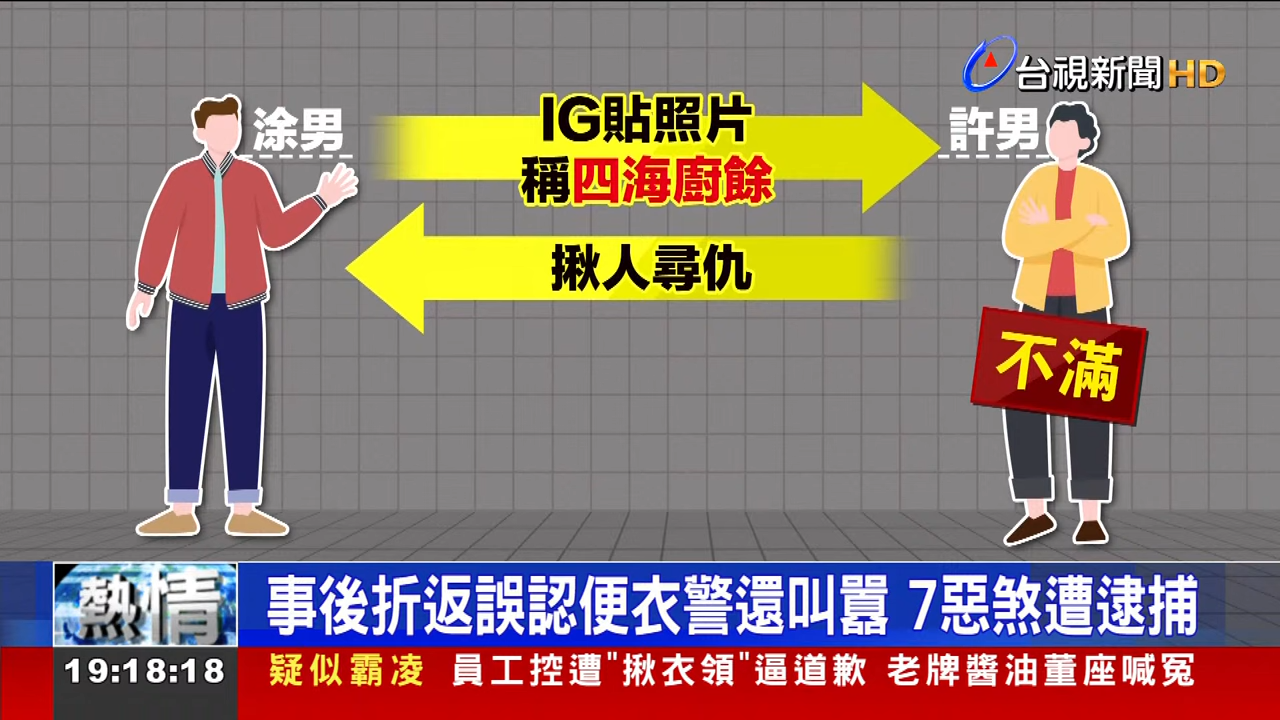 台視新聞HD
涂男
IG貼照片
稱四海廚餘
許男
揪人尋仇
不滿
熱情
事後折返誤認便衣警還叫囂 7惡煞遭逮捕
19:18:18
疑似霸凌 員工控遭"揪衣領"逼道歉 老牌醬油董座喊冤